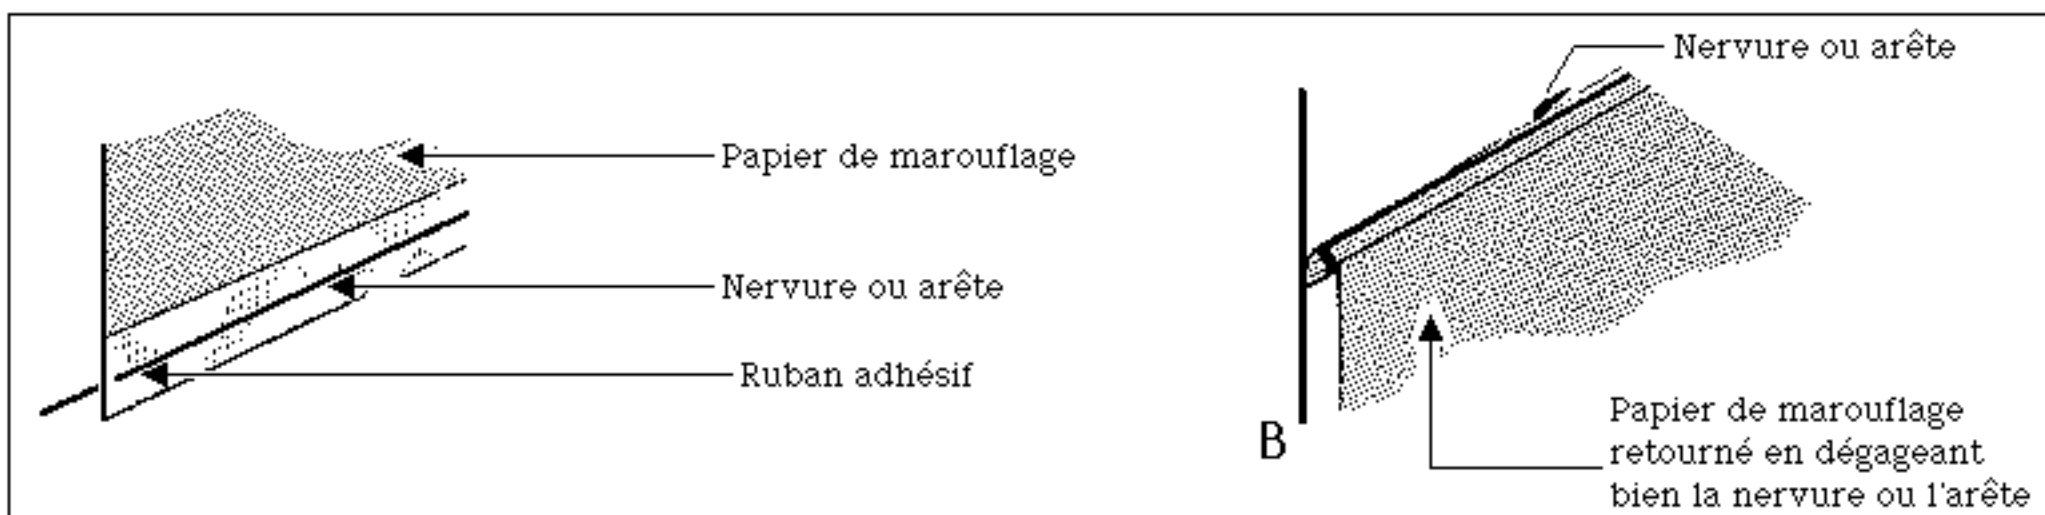 Papier de marouflage
Nervure ou arête
Ruban adhésif
Nervure ou arête
B
Papier de marouflage
retourné en dégageant
bien la nervure ou l'arête